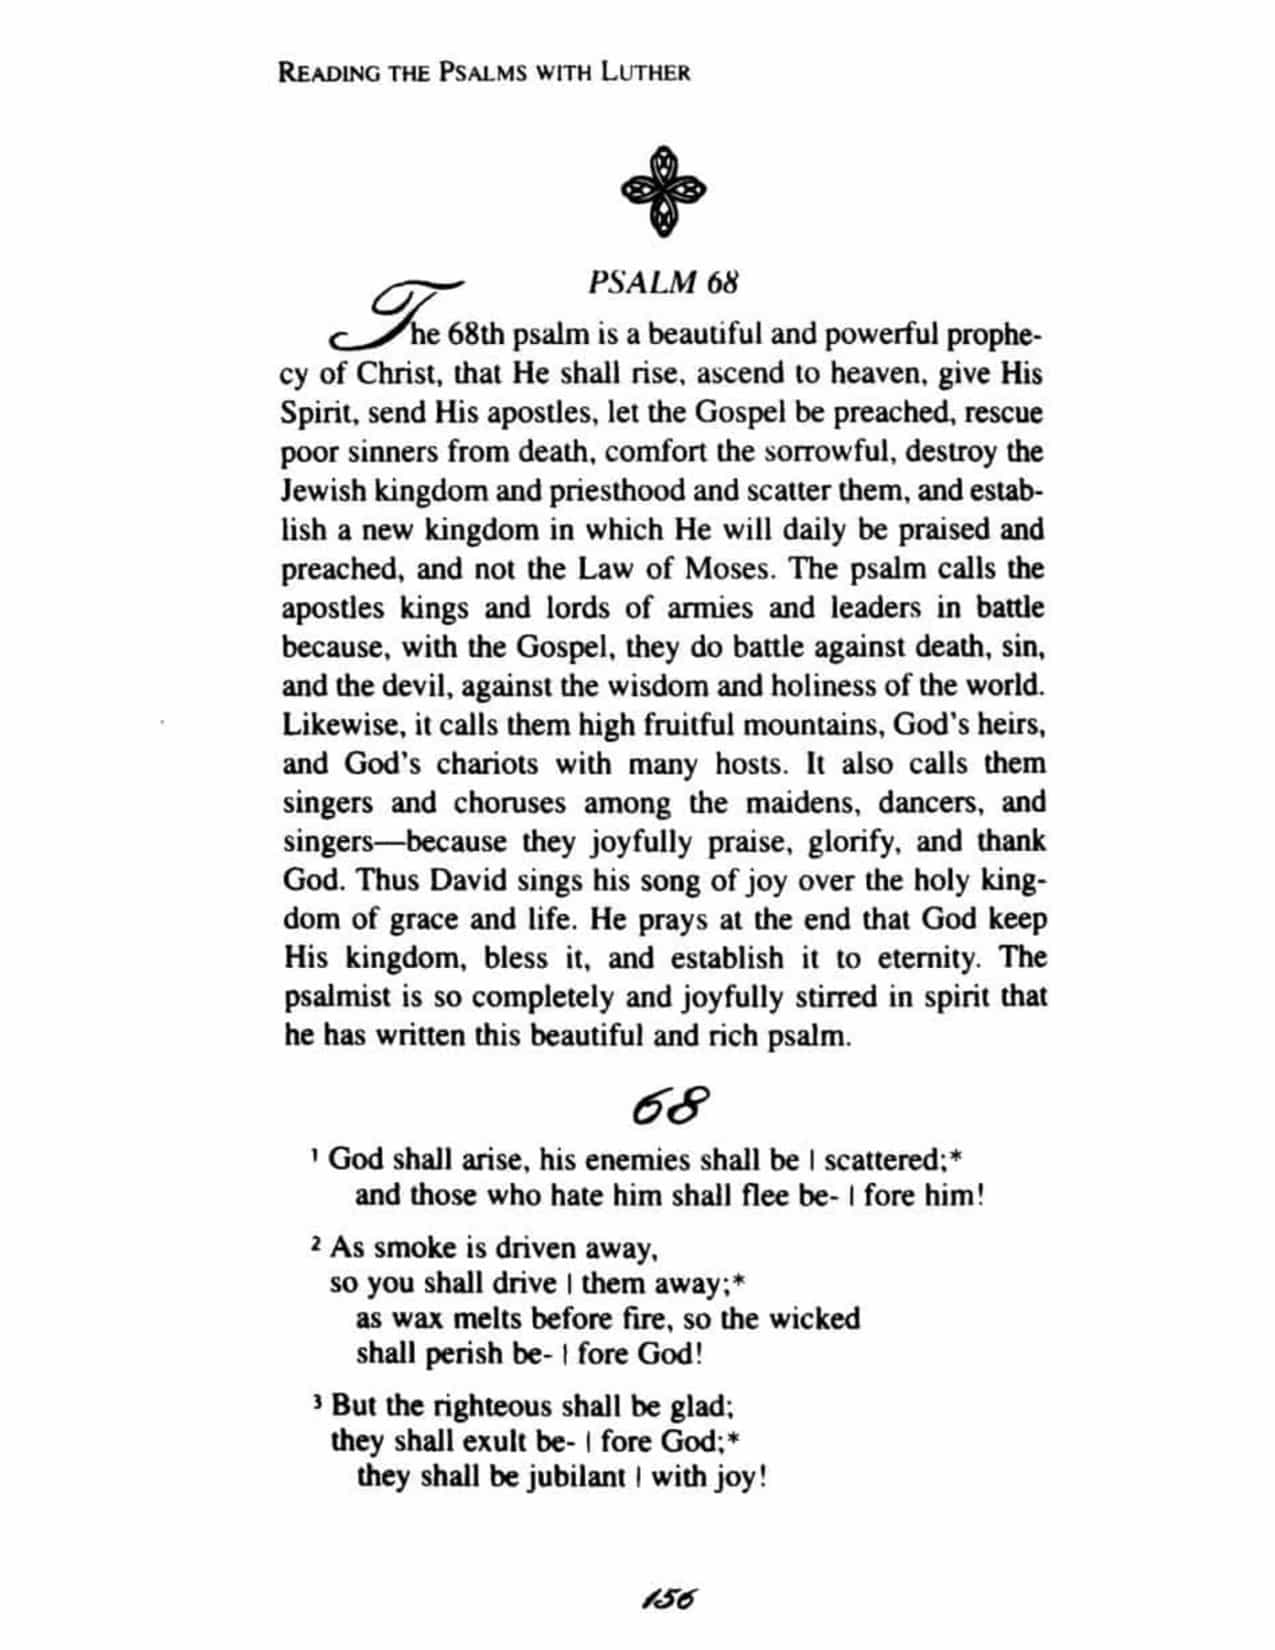 READING THE PSALMS WITH LUTHER
PSALM 68
The 68th psalm is a beautiful and powerful prophe-
cy of Christ, that He shall rise, ascend to heaven, give His
Spirit, send His apostles, let the Gospel be preached, rescue
poor sinners from death, comfort the sorrowful, destroy the
Jewish kingdom and priesthood and scatter them, and estab-
lish a new kingdom in which He will daily be praised and
preached, and not the Law of Moses. The psalm calls the
apostles kings and lords of armies and leaders in battle
because, with the Gospel, they do battle against death, sin,
and the devil, against the wisdom and holiness of the world.
Likewise, it calls them high fruitful mountains, God's heirs,
and God's chariots with many hosts. It also calls them
singers and choruses among the maidens, dancers, and
singers—because they joyfully praise, glorify, and thank
God. Thus David sings his song of joy over the holy king-
dom of grace and life. He prays at the end that God keep
His kingdom, bless it, and establish it to eternity. The
psalmist is so completely and joyfully stirred in spirit that
he has written this beautiful and rich psalm.
68
1 God shall arise, his enemies shall be | scattered;*
and those who hate him shall flee be- | fore him!
2 As smoke is driven away,
so you shall drive | them away;*
as wax melts before fire, so the wicked
shall perish be- | fore God!
3 But the righteous shall be glad;
they shall exult be- | fore God;*
they shall be jubilant | with joy!
156